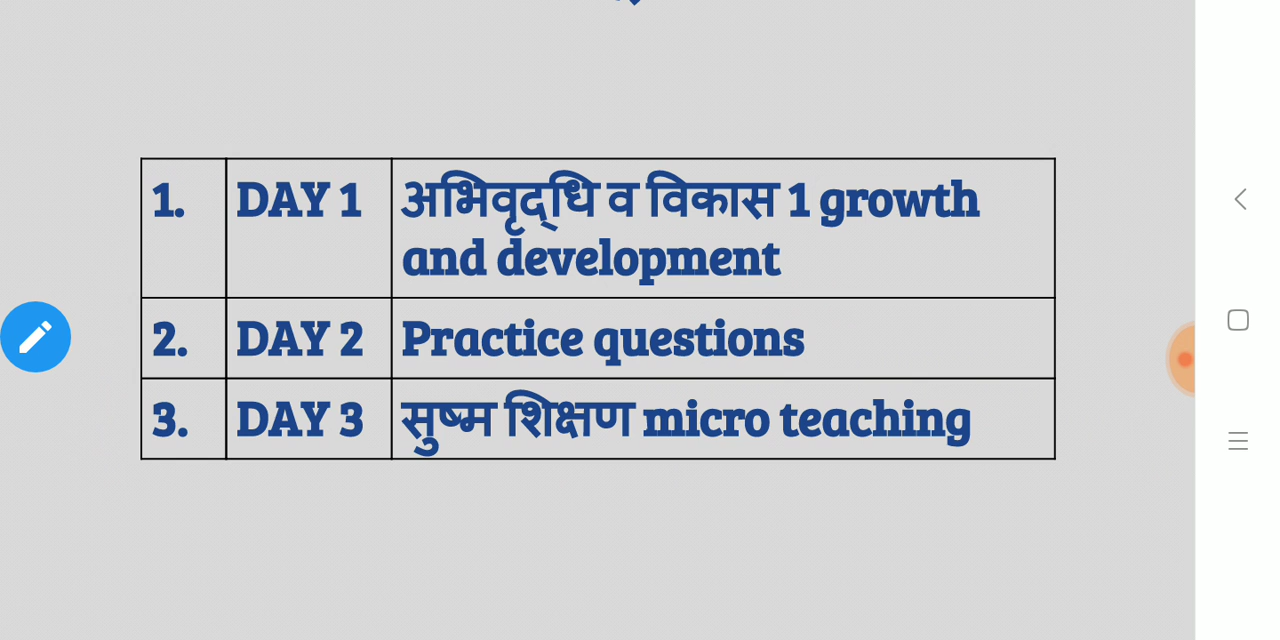 1. DAY 1 अभिवृद्‌धि व विकास 1 growth
and development
2. DAY 2 Practice questions
3. DAY 3 सुष्म शिक्षण micro teaching